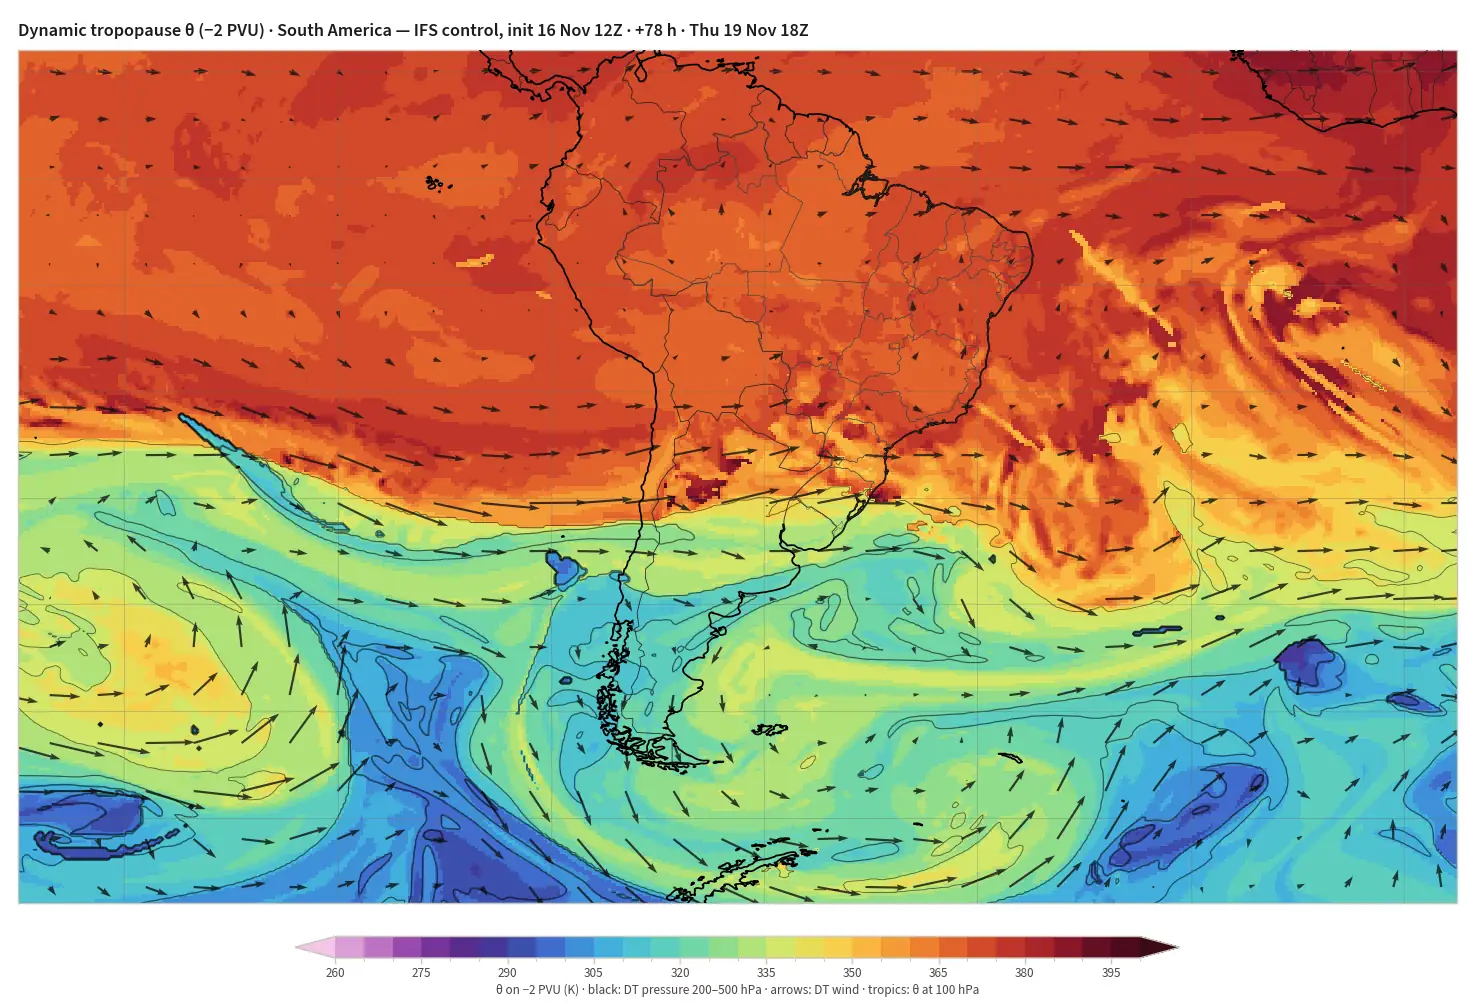 Dynamic tropopause θ (−2 PVU) · South America — IFS control, init 16 Nov 12Z · +78 h · Thu 19 Nov 18Z
260 275 290 305 320 335 350 365 380 395
θ on −2 PVU (K) · black: DT pressure 200–500 hPa · arrows: DT wind · tropics: θ at 100 hPa